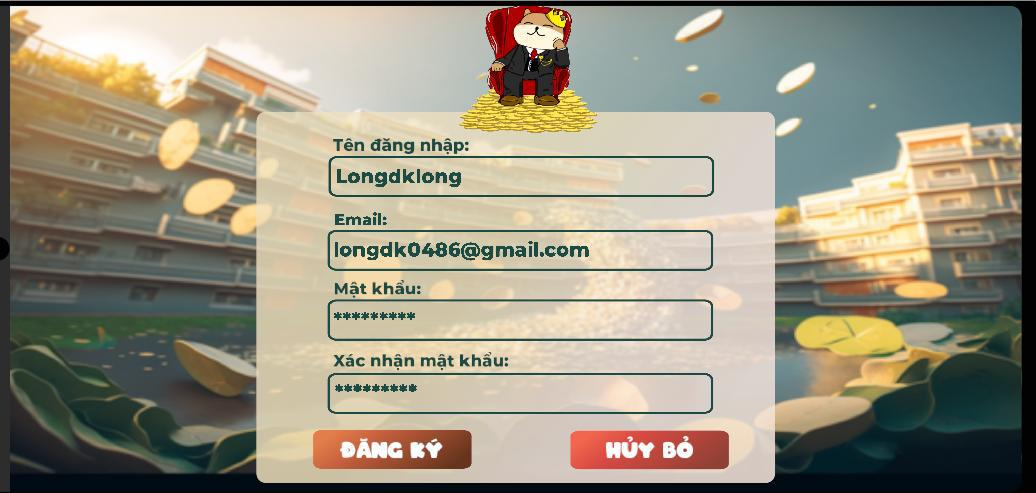 Tên đăng nhập:
Longdklong
Email:
longdk0486@gmail.com
Mật khẩu:
*********
Xác nhận mật khẩu:
*********
ĐĂNG KÝ
HỦY BỎ